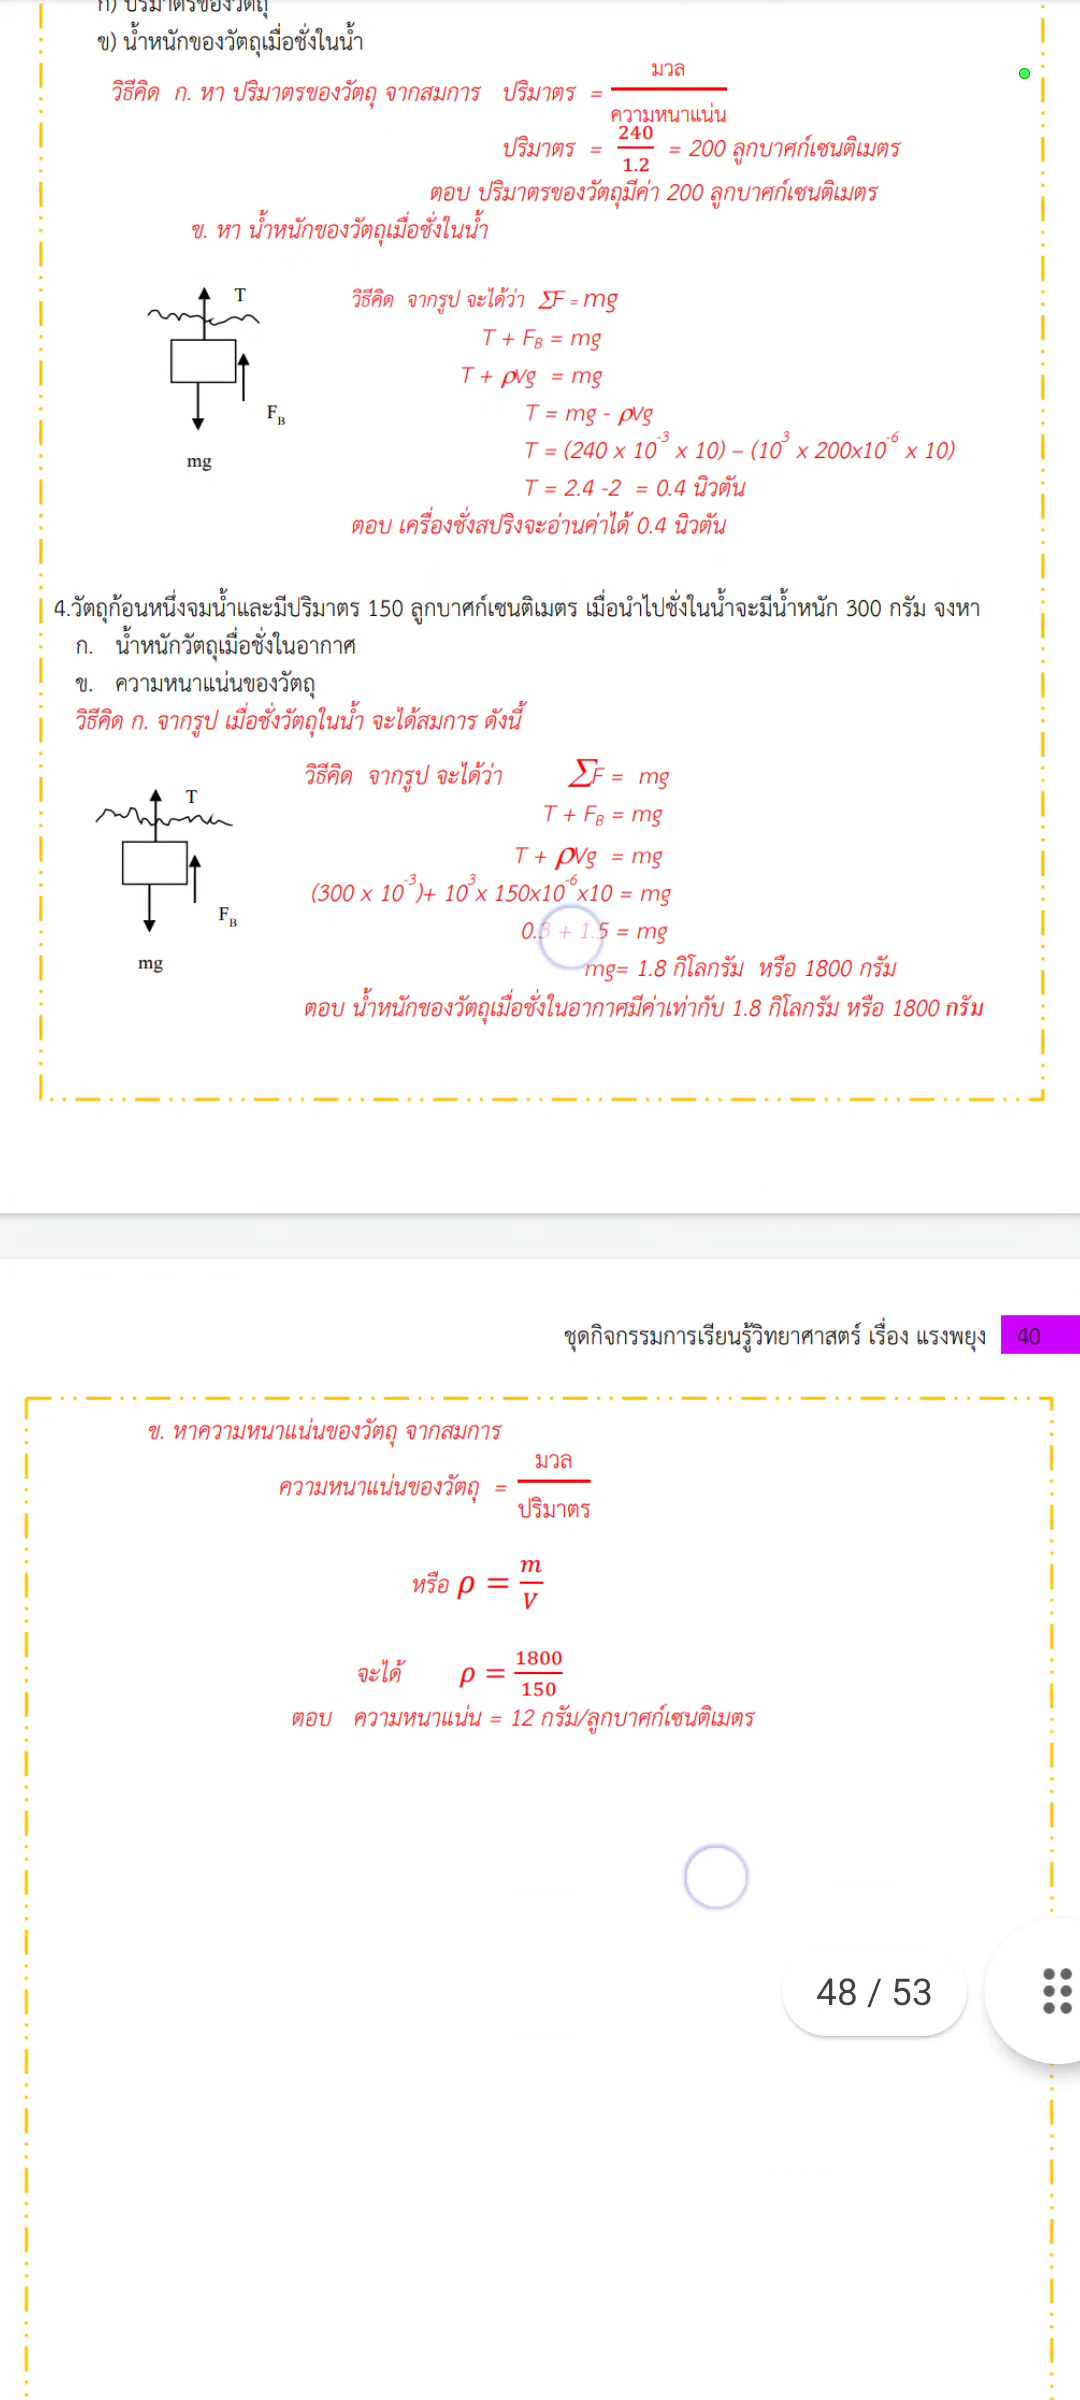 ก) ปริมาตรของวัตถุ
ข) น้ำหนักของวัตถุเมื่อชั่งในน้ำ
วิธีคิด ก. หา ปริมาตรของวัตถุ จากสมการ ปริมาตร = มวล / ความหนาแน่น
ปริมาตร = 240 / 1.2 = 200 ลูกบาศก์เซนติเมตร
ตอบ ปริมาตรของวัตถุมีค่า 200 ลูกบาศก์เซนติเมตร
ข. หา น้ำหนักของวัตถุเมื่อชั่งในน้ำ
T
F_B
mg
วิธีคิด จากรูป จะได้ว่า ΣF = mg
T + F_B = mg
T + ρVg = mg
T = mg - ρVg
T = (240 x 10^-3 x 10) – (10^3 x 200x10^-6 x 10)
T = 2.4 -2 = 0.4 นิวตัน
ตอบ เครื่องชั่งสปริงจะอ่านค่าได้ 0.4 นิวตัน
4.วัตถุก้อนหนึ่งจมน้ำและมีปริมาตร 150 ลูกบาศก์เซนติเมตร เมื่อนำไปชั่งในน้ำจะมีน้ำหนัก 300 กรัม จงหา
ก. น้ำหนักวัตถุเมื่อชั่งในอากาศ
ข. ความหนาแน่นของวัตถุ
วิธีคิด ก. จากรูป เมื่อชั่งวัตถุในน้ำ จะได้สมการ ดังนี้
T
F_B
mg
วิธีคิด จากรูป จะได้ว่า ΣF = mg
T + F_B = mg
T + ρVg = mg
(300 x 10^-3)+ 10^3x 150x10^-6x10 = mg
0.3 + 1.5 = mg
mg= 1.8 กิโลกรัม หรือ 1800 กรัม
ตอบ น้ำหนักของวัตถุเมื่อชั่งในอากาศมีค่าเท่ากับ 1.8 กิโลกรัม หรือ 1800 กรัม
ชุดกิจกรรมการเรียนรู้วิทยาศาสตร์ เรื่อง แรงพยุง 40
ข. หาความหนาแน่นของวัตถุ จากสมการ
ความหนาแน่นของวัตถุ = มวล / ปริมาตร
หรือ ρ = m / V
จะได้ ρ = 1800 / 150
ตอบ ความหนาแน่น = 12 กรัม/ลูกบาศก์เซนติเมตร
48 / 53